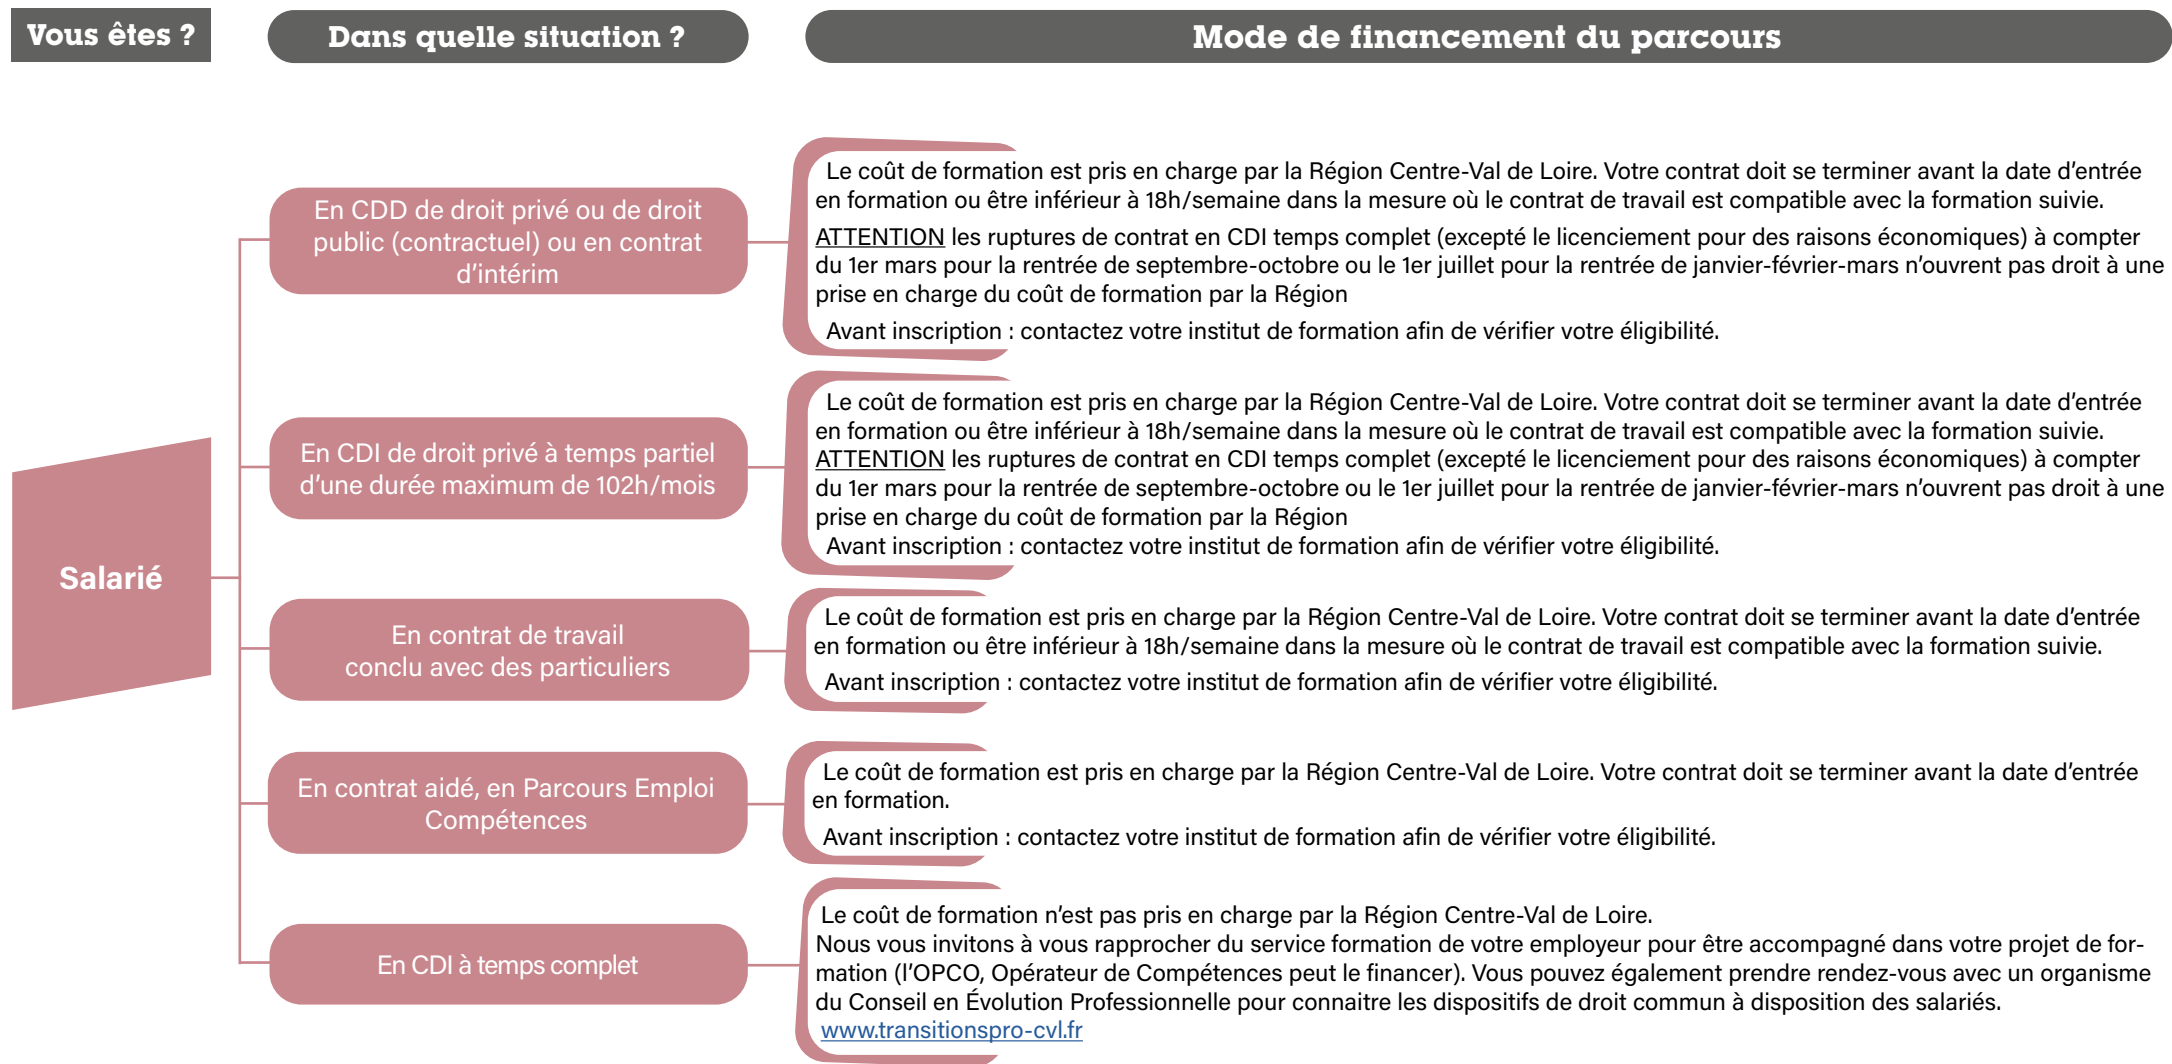 Vous êtes ?
Dans quelle situation ?
Mode de financement du parcours
Salarié
En CDD de droit privé ou de droit
public (contractuel) ou en contrat
d'intérim
Le coût de formation est pris en charge par la Région Centre-Val de Loire. Votre contrat doit se terminer avant la date d'entrée
en formation ou être inférieur à 18h/semaine dans la mesure où le contrat de travail est compatible avec la formation suivie.
ATTENTION les ruptures de contrat en CDI temps complet (excepté le licenciement pour des raisons économiques) à compter
du 1er mars pour la rentrée de septembre-octobre ou le 1er juillet pour la rentrée de janvier-février-mars n'ouvrent pas droit à une
prise en charge du coût de formation par la Région
Avant inscription : contactez votre institut de formation afin de vérifier votre éligibilité.
En CDI de droit privé à temps partiel
d'une durée maximum de 102h/mois
Le coût de formation est pris en charge par la Région Centre-Val de Loire. Votre contrat doit se terminer avant la date d'entrée
en formation ou être inférieur à 18h/semaine dans la mesure où le contrat de travail est compatible avec la formation suivie.
ATTENTION les ruptures de contrat en CDI temps complet (excepté le licenciement pour des raisons économiques) à compter
du 1er mars pour la rentrée de septembre-octobre ou le 1er juillet pour la rentrée de janvier-février-mars n'ouvrent pas droit à une
prise en charge du coût de formation par la Région
Avant inscription : contactez votre institut de formation afin de vérifier votre éligibilité.
En contrat de travail
conclu avec des particuliers
Le coût de formation est pris en charge par la Région Centre-Val de Loire. Votre contrat doit se terminer avant la date d'entrée
en formation ou être inférieur à 18h/semaine dans la mesure où le contrat de travail est compatible avec la formation suivie.
Avant inscription : contactez votre institut de formation afin de vérifier votre éligibilité.
En contrat aidé, en Parcours Emploi
Compétences
Le coût de formation est pris en charge par la Région Centre-Val de Loire. Votre contrat doit se terminer avant la date d'entrée
en formation.
Avant inscription : contactez votre institut de formation afin de vérifier votre éligibilité.
En CDI à temps complet
Le coût de formation n'est pas pris en charge par la Région Centre-Val de Loire.
Nous vous invitons à vous rapprocher du service formation de votre employeur pour être accompagné dans votre projet de for-
mation (l'OPCO, Opérateur de Compétences peut le financer). Vous pouvez également prendre rendez-vous avec un organisme
du Conseil en Évolution Professionnelle pour connaitre les dispositifs de droit commun à disposition des salariés.
www.transitionspro-cvl.fr